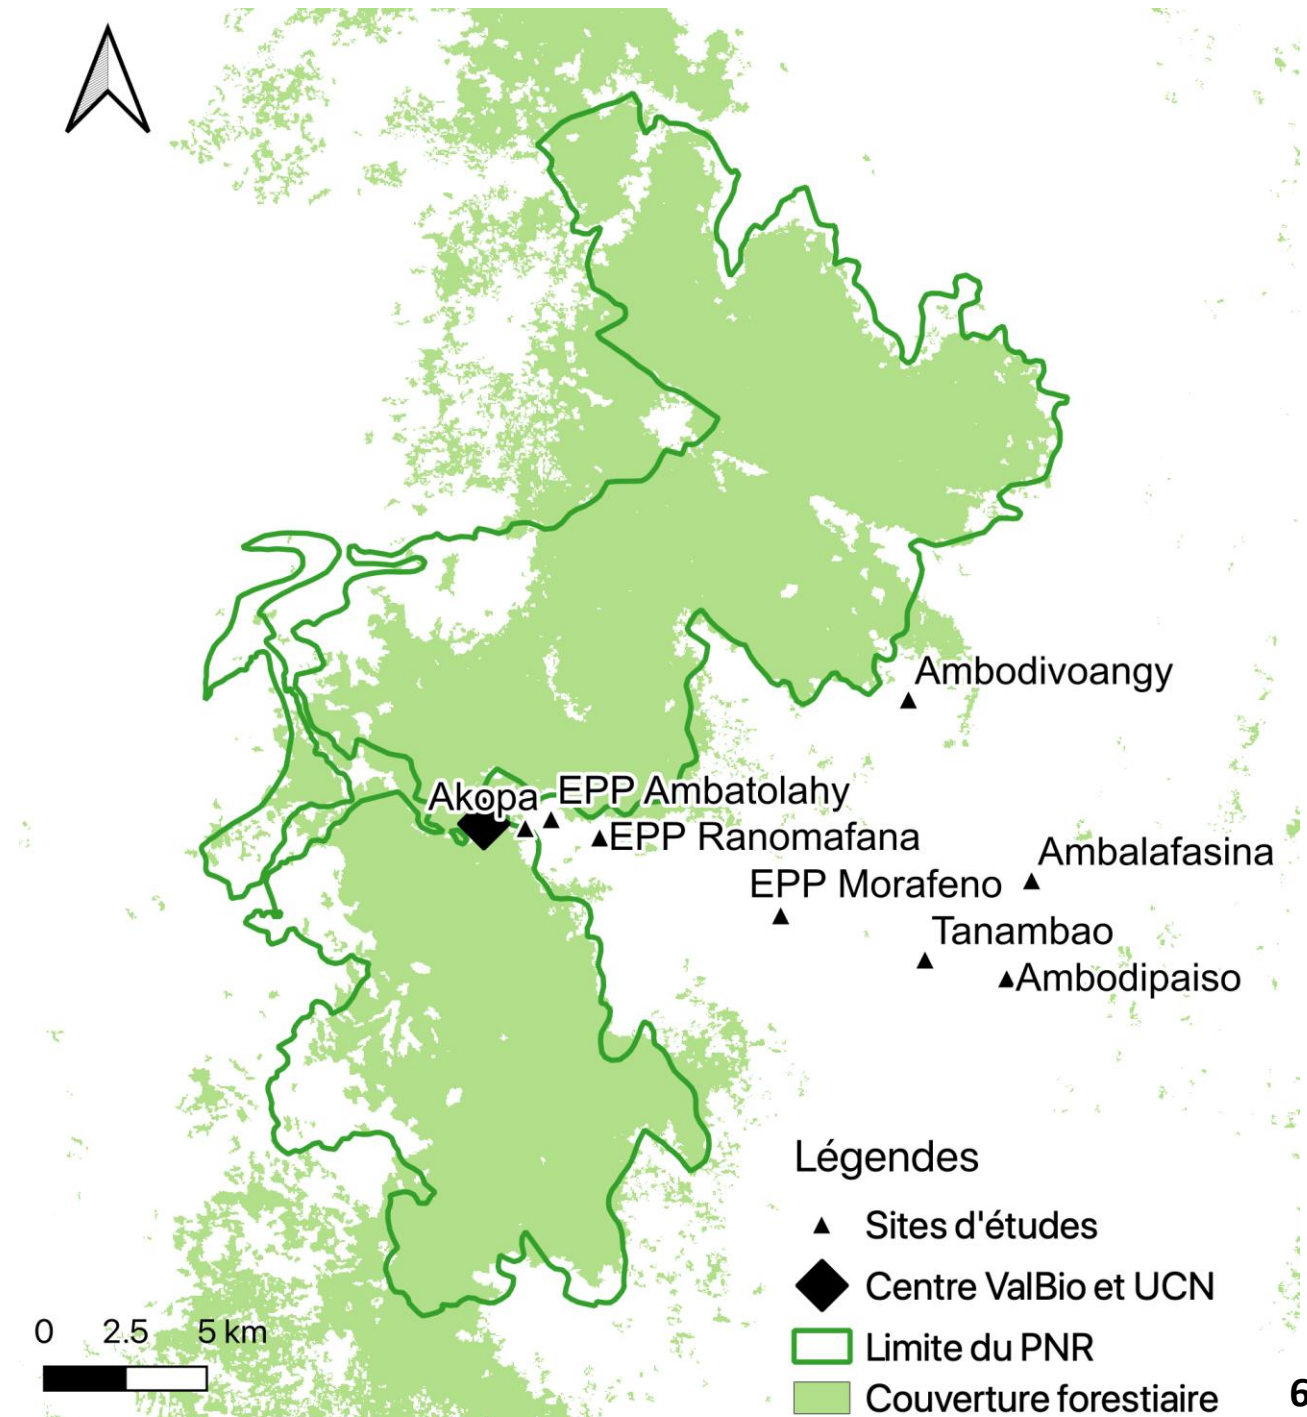 Ambodivoangy
Akopa
EPP Ambatolahy
EPP Ranomafana
Ambalafasina
EPP Morafeno
Tanambao
Ambodipaiso
Légendes
Sites d'études
Centre ValBio et UCN
Limite du PNR
Couverture forestiaire
0 2.5 5 km
6